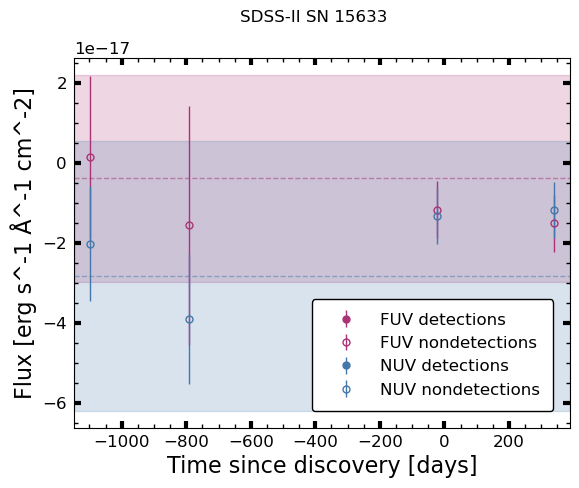 SDSS-II SN 15633
1e−17
Flux [erg s^-1 Å^-1 cm^-2]
2
0
−2
−4
−6
FUV detections
FUV nondetections
NUV detections
NUV nondetections
−1000 −800 −600 −400 −200 0 200
Time since discovery [days]